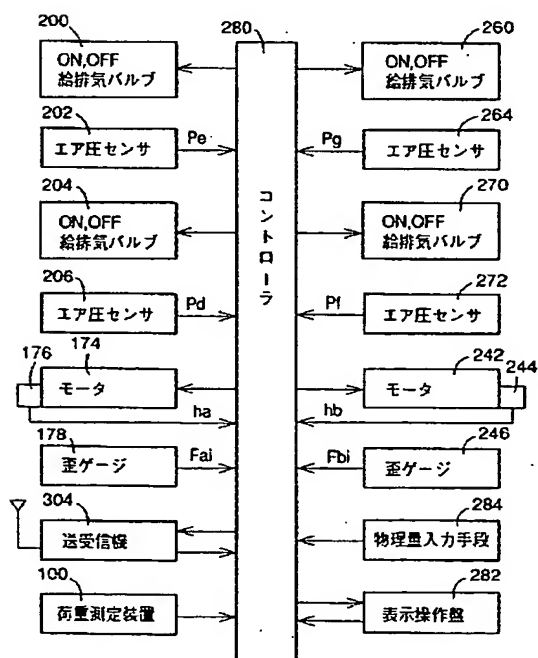 200
ON,OFF
給排気バルブ
202
エア圧センサ
Pe
204
ON,OFF
給排気バルブ
206
エア圧センサ
Pd
176
174
モータ
ha
178
歪ゲージ
Fai
304
送受信機
100
荷重測定装置
280
コントローラ
260
ON,OFF
給排気バルブ
264
Pg
エア圧センサ
270
ON,OFF
給排気バルブ
272
Pf
エア圧センサ
242
244
モータ
hb
246
Fbi
歪ゲージ
284
物理量入力手段
282
表示操作盤